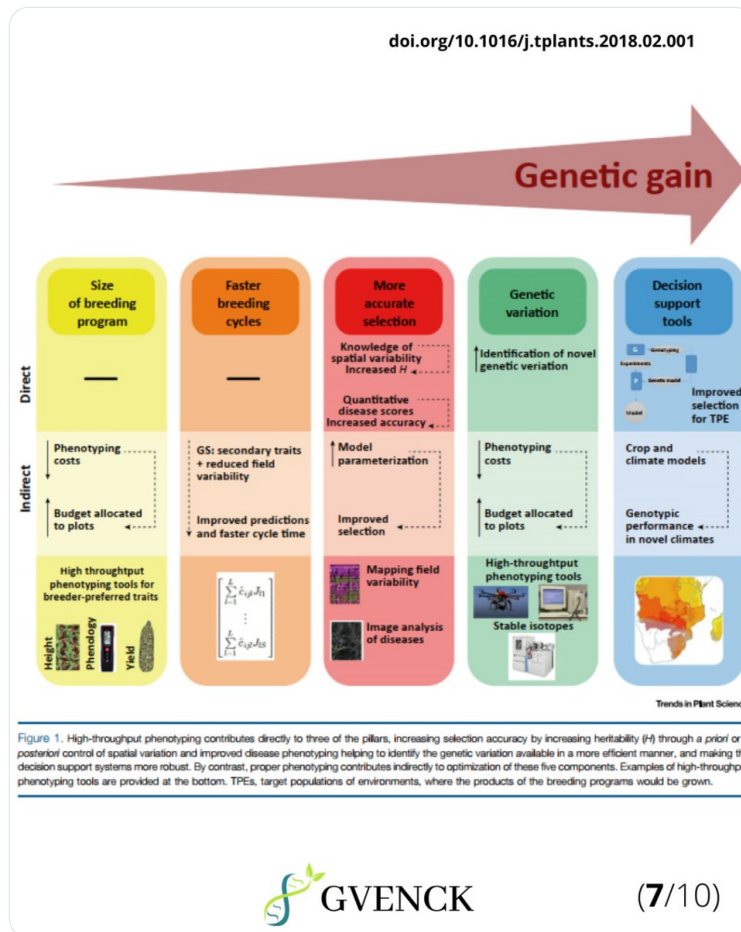 doi.org/10.1016/j.tplants.2018.02.001
Genetic gain
Size
of breeding
program
Faster
breeding
cycles
More
accurate
selection
Genetic
variation
Decision
support
tools
Direct
—
—
Knowledge of
spatial variability
Increased H
Quantitative
disease scores
Increased accuracy
Identification of novel
genetic veriation
G
Genotyping
Experiments
P
Genetic model
Model
Improved
selection
for TPE
Indirect
Phenotyping
costs
Budget allocated
to plots
GS: secondary traits
+ reduced field
variability
Improved predictions
and faster cycle time
Model
parameterization
Improved
selection
Phenotyping
costs
Budget allocated
to plots
Crop and
climate models
Genotypic
performance
in novel climates
High throughtput
phenotyping tools for
breeder-preferred traits
Height
Phenology
Yield
Mapping field
variability
Image analysis
of diseases
High-throughtput
phenotyping tools
Stable isotopes
Trends in Plant Scienc
Figure 1. High-throughput phenotyping contributes directly to three of the pillars, increasing selection accuracy by increasing heritability (H) through a priori or
posteriori control of spatial variation and improved disease phenotyping helping to identify the genetic variation available in a more efficient manner, and making th
decision support systems more robust. By contrast, proper phenotyping contributes indirectly to optimization of these five components. Examples of high-throughp
phenotyping tools are provided at the bottom. TPEs, target populations of environments, where the products of the breeding programs would be grown.
GVENCK
(7/10)